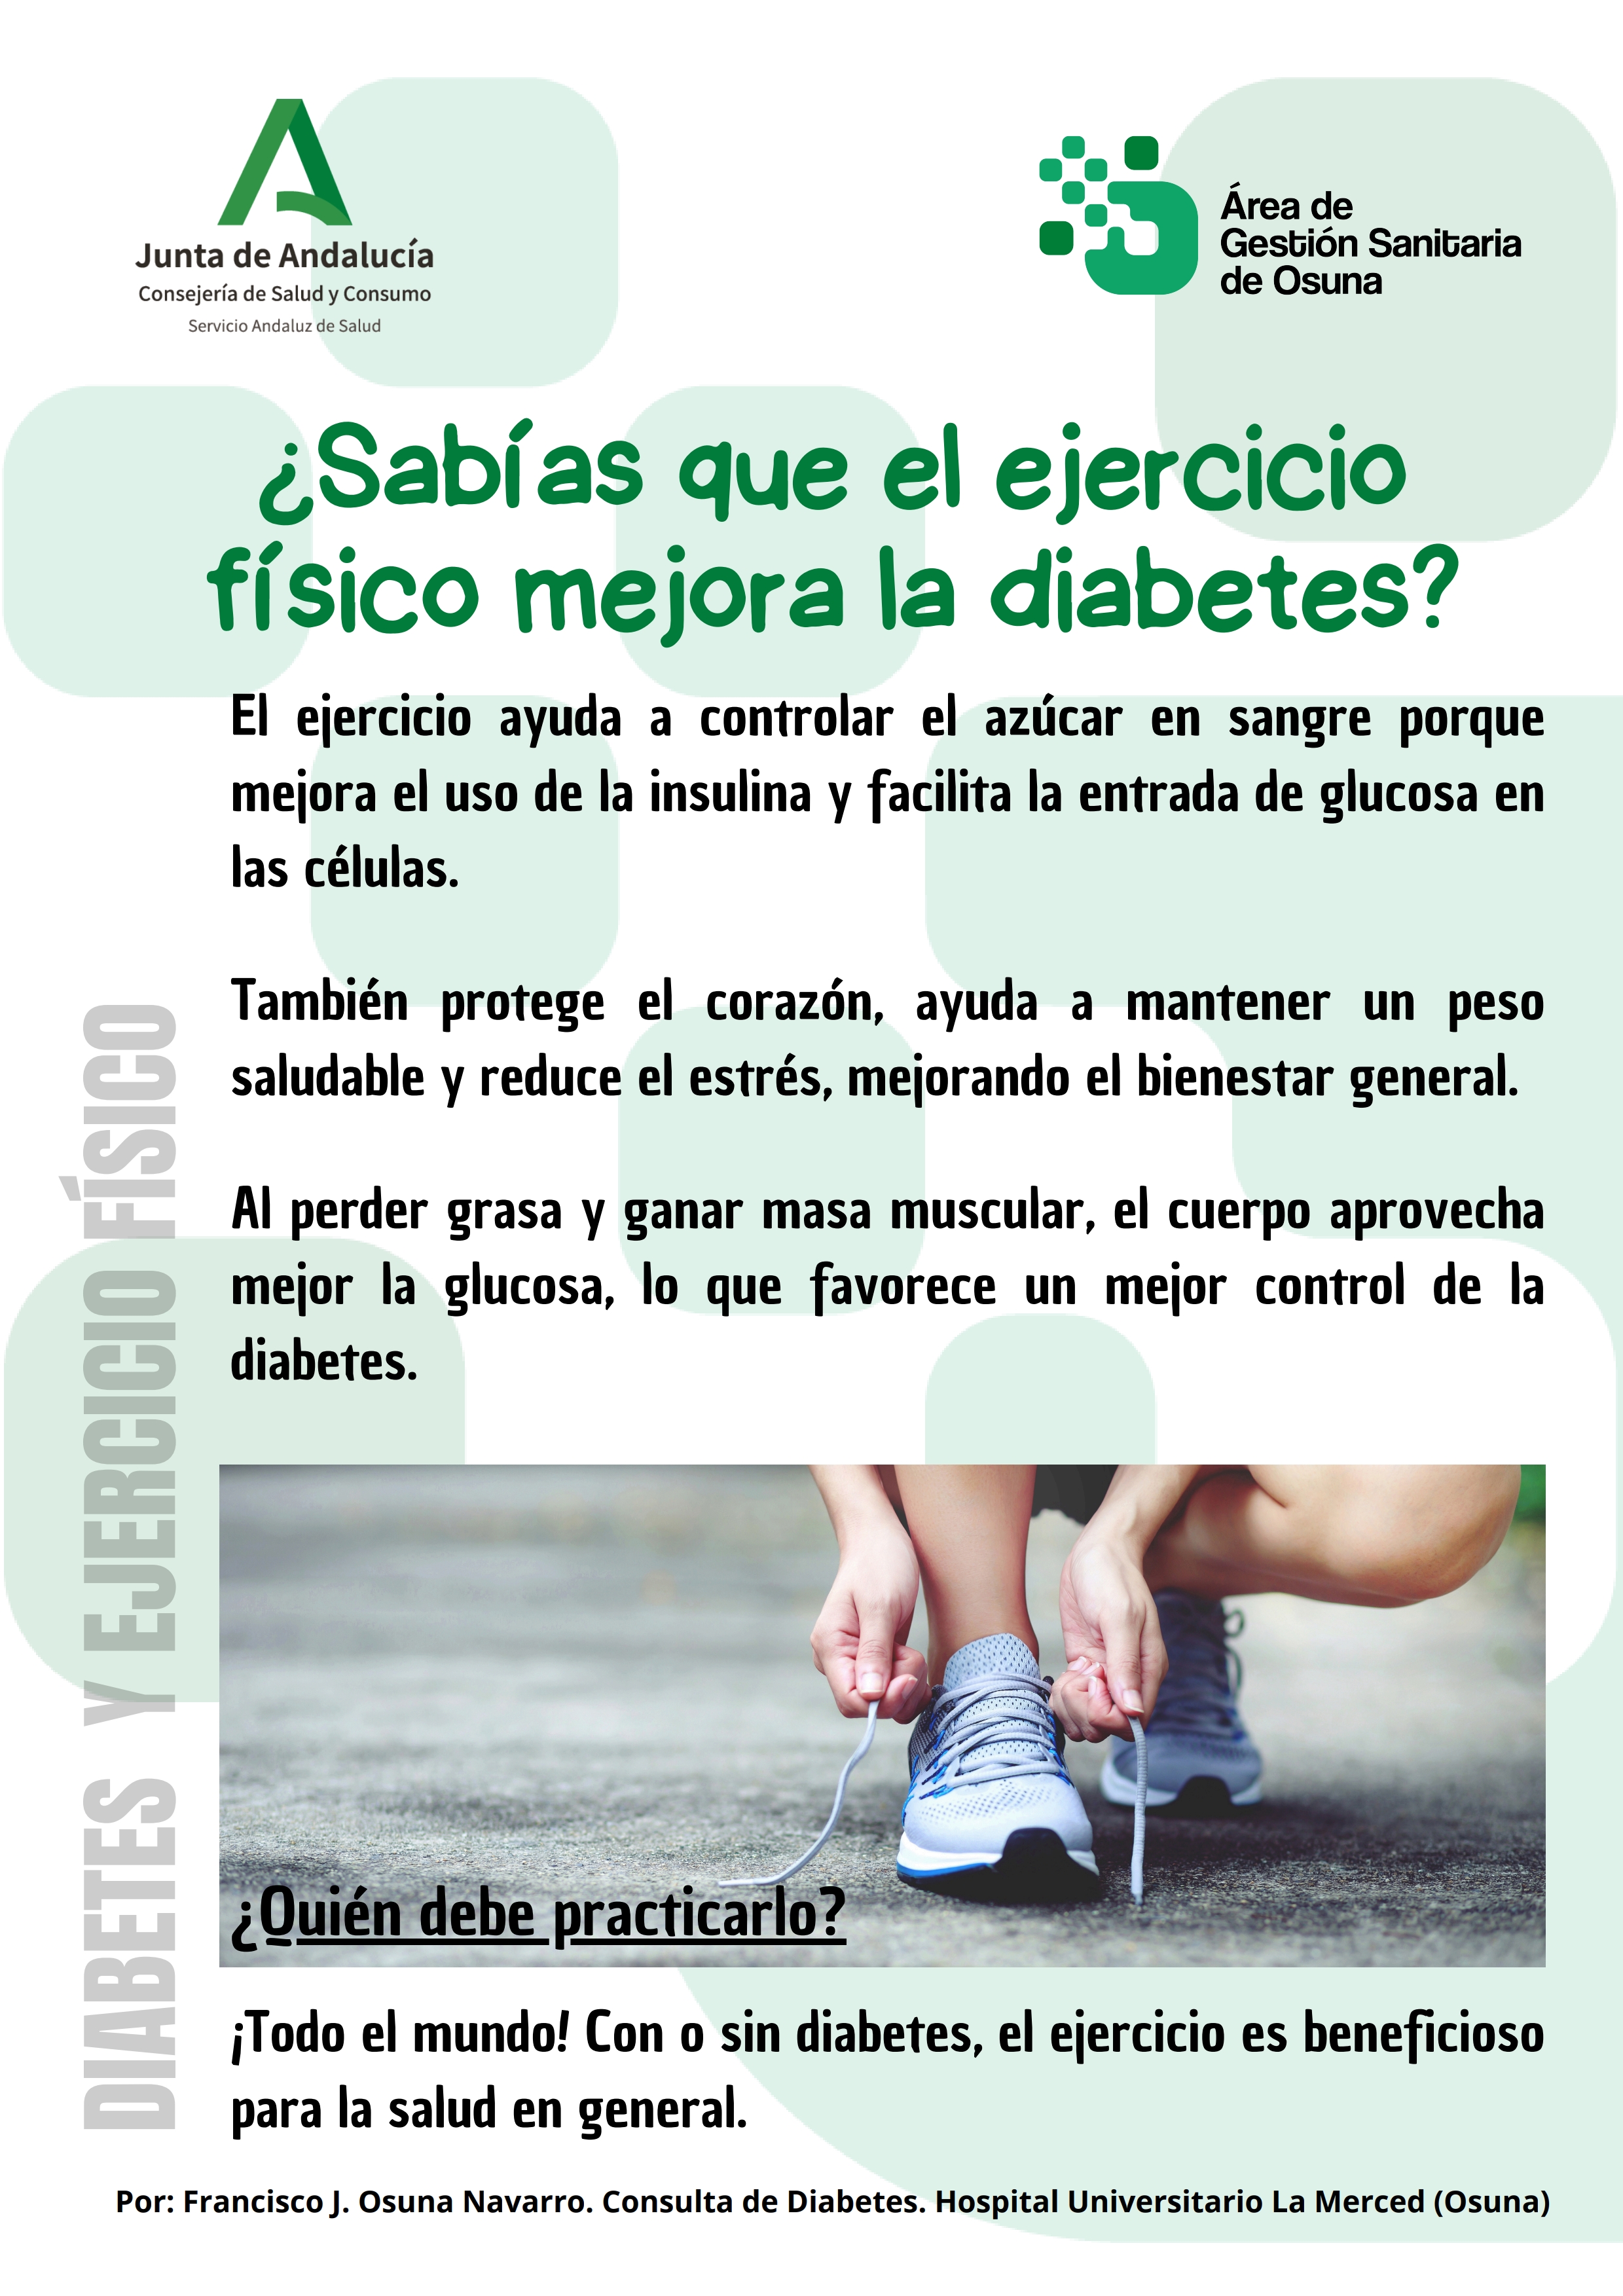 Junta de Andalucía
Consejería de Salud y Consumo
Servicio Andaluz de Salud
Área de
Gestión Sanitaria
de Osuna
¿Sabías que el ejercicio
físico mejora la diabetes?
El ejercicio ayuda a controlar el azúcar en sangre porque
mejora el uso de la insulina y facilita la entrada de glucosa en
las células.
También protege el corazón, ayuda a mantener un peso
saludable y reduce el estrés, mejorando el bienestar general.
Al perder grasa y ganar masa muscular, el cuerpo aprovecha
mejor la glucosa, lo que favorece un mejor control de la
diabetes.
DIABETES Y EJERCICIO FÍSICO
¿Quién debe practicarlo?
¡Todo el mundo! Con o sin diabetes, el ejercicio es beneficioso
para la salud en general.
Por: Francisco J. Osuna Navarro. Consulta de Diabetes. Hospital Universitario La Merced (Osuna)